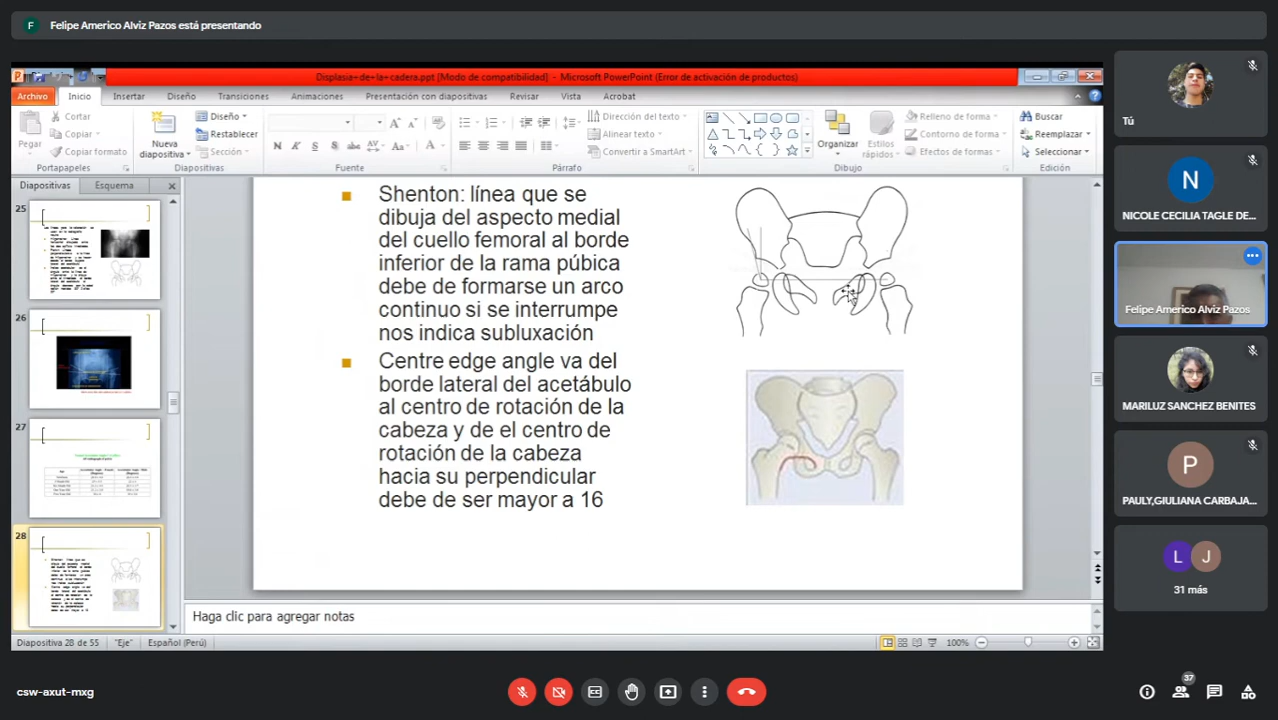 F
Felipe Americo Alviz Pazos está presentando
Displasia+de+la+cadera.ppt [Modo de compatibilidad] - Microsoft PowerPoint (Error de activación de productos)
Archivo Inicio Insertar Diseño Transiciones Animaciones Presentación con diapositivas Revisar Vista Acrobat
Pegar
Cortar
Copiar
Copiar formato
Portapapeles
Nueva diapositiva
Diseño
Restablecer
Sección
Diapositivas
N K S S abc AV Aa A
Fuente
Dirección del texto
Alinear texto
Convertir a SmartArt
Párrafo
Organizar
Estilos rápidos
Relleno de forma
Contorno de forma
Efectos de formas
Dibujo
Buscar
Reemplazar
Seleccionar
Edición
Diapositivas Esquema
25
26
27
28
Shenton: línea que se
dibuja del aspecto medial
del cuello femoral al borde
inferior de la rama púbica
debe de formarse un arco
continuo si se interrumpe
nos indica subluxación
Centre edge angle va del
borde lateral del acetábulo
al centro de rotación de la
cabeza y de el centro de
rotación de la cabeza
hacia su perpendicular
debe de ser mayor a 16
Haga clic para agregar notas
Diapositiva 28 de 55 "Eje" Español (Perú) 100%
Tú
N
NICOLE CECILIA TAGLE DE...
Felipe Americo Alviz Pazos
MARILUZ SANCHEZ BENITES
P
PAULY,GIULIANA CARBAJA...
L J
31 más
csw-axut-mxg
37